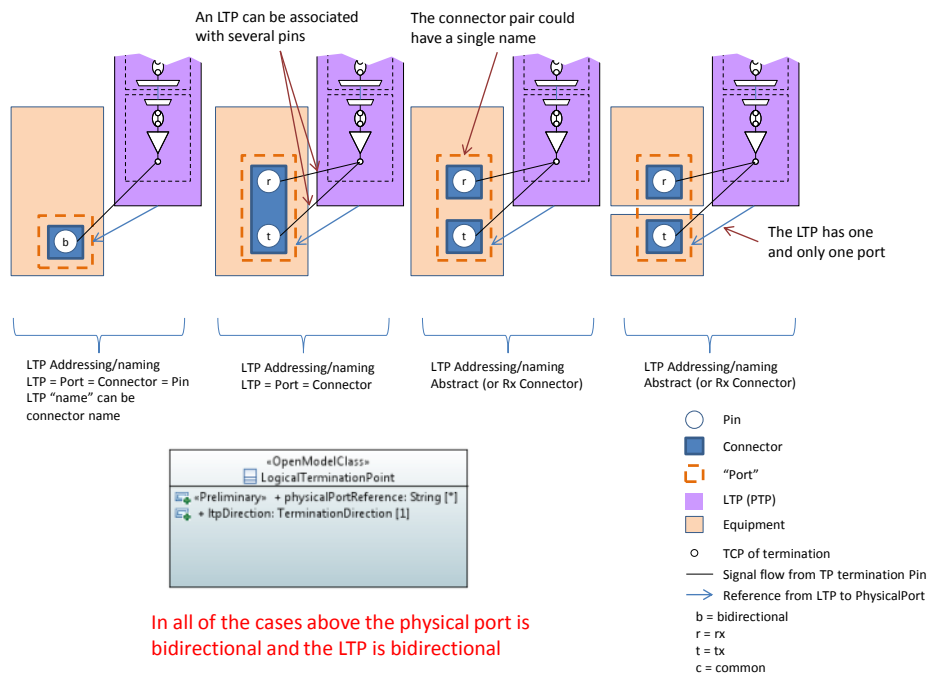 An LTP can be associated
with several pins
The connector pair could
have a single name
b
r
t
r
t
r
t
The LTP has one
and only one port
LTP Addressing/naming
LTP = Port = Connector = Pin
LTP “name” can be
connector name
LTP Addressing/naming
LTP = Port = Connector
LTP Addressing/naming
Abstract (or Rx Connector)
LTP Addressing/naming
Abstract (or Rx Connector)
«OpenModelClass»
LogicalTerminationPoint
«Preliminary» + physicalPortReference: String [*]
+ ltpDirection: TerminationDirection [1]
Pin
Connector
“Port”
LTP (PTP)
Equipment
TCP of termination
Signal flow from TP termination Pin
Reference from LTP to PhysicalPort
b = bidirectional
r = rx
t = tx
c = common
In all of the cases above the physical port is
bidirectional and the LTP is bidirectional